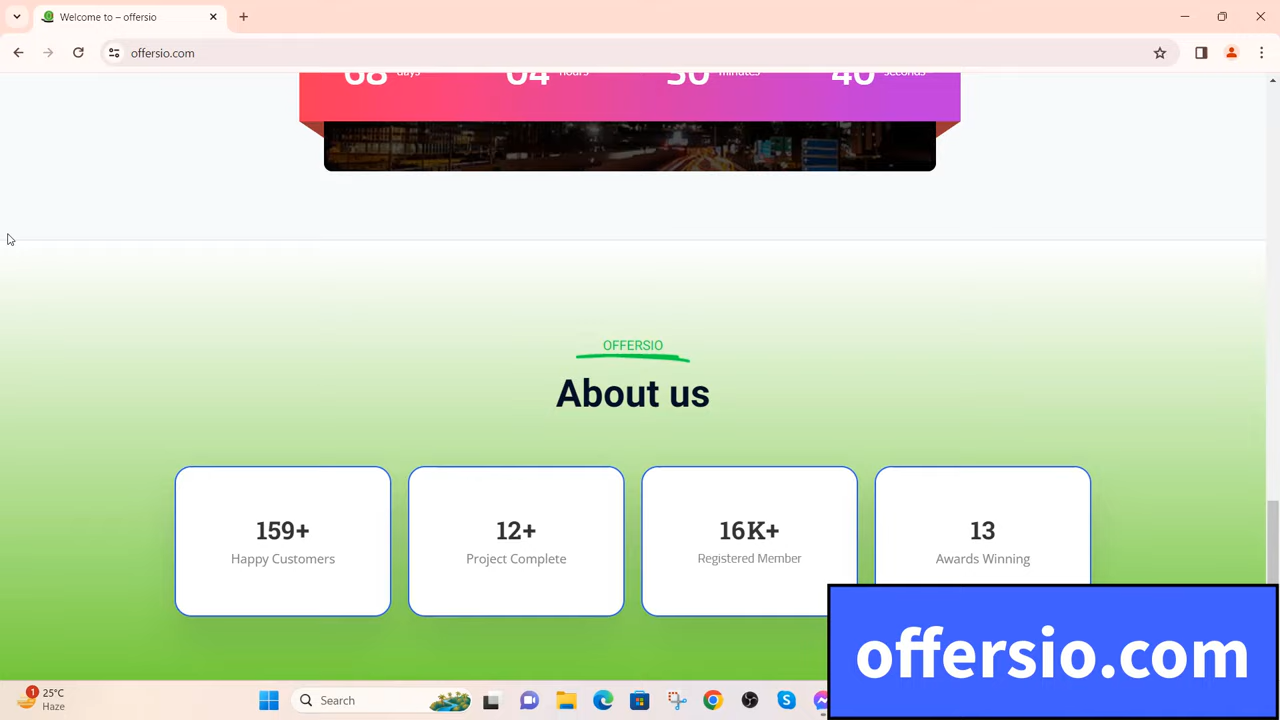 Welcome to – offersio
offersio.com
68 days 04 hours 30 minutes 40 seconds
OFFERSIO
About us
159+ 12+ 16K+ 13
Happy Customers Project Complete Registered Member Awards Winning
offersio.com
1 25°C
Haze
Search